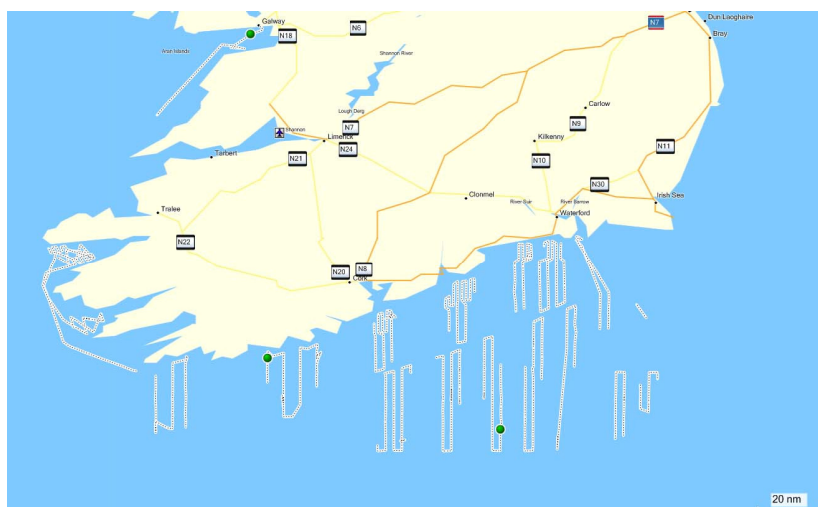 Galway
N18
N6
N7
Dun Laoghaire
Bray
Aran Islands
Shannon River
Lough Derg
N7
Shannon
Limerick
N24
N21
Tarbert
Carlow
N9
Kilkenny
N10
N11
N30
Clonmel
River Suir
River Barrow
Waterford
Irish Sea
Tralee
N22
N20
N8
Cork
20 nm